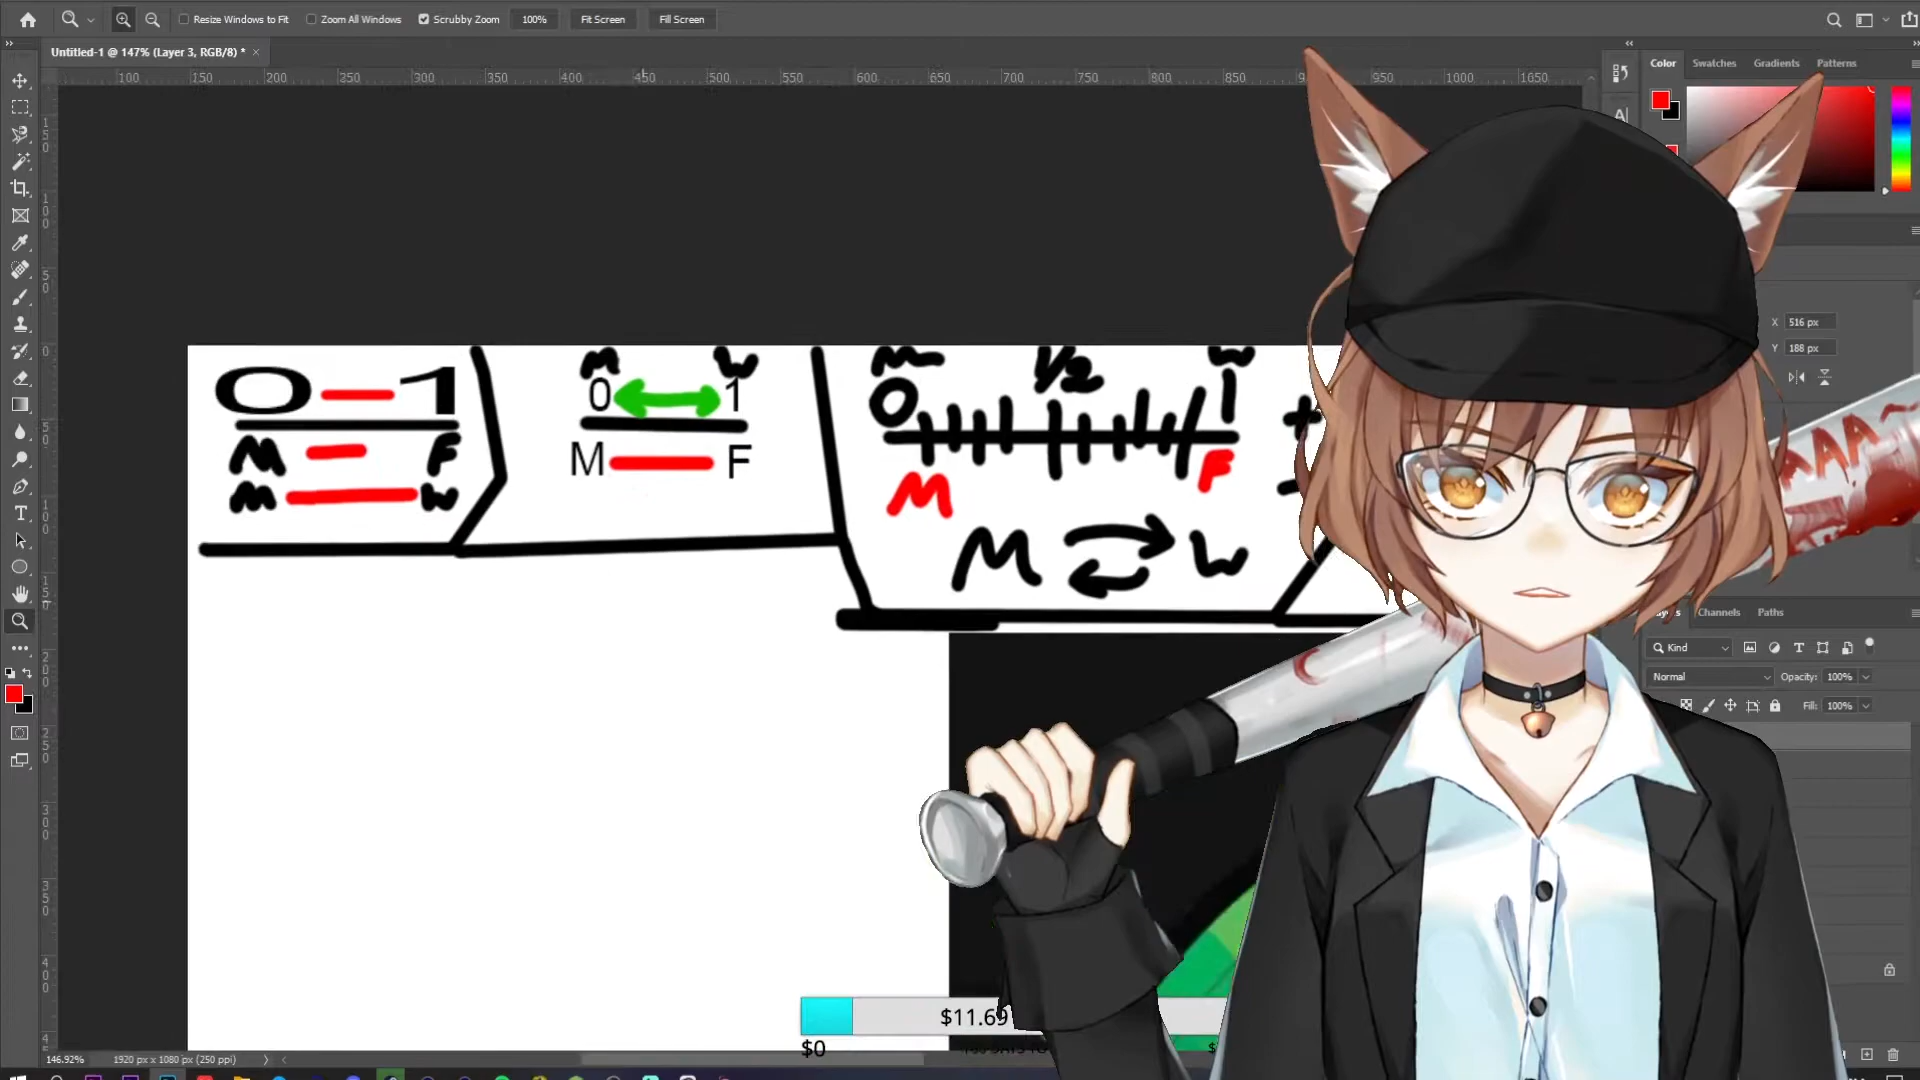 Resize Windows to Fit Zoom All Windows Scrubby Zoom 100% Fit Screen Fill Screen
Untitled-1 @ 147% (Layer 3, RGB/8) *
100 150 200 250 300 350 400 450 500 550 600 650 700 750 800 850 950 1000 1050
Color Swatches Gradients Patterns
X 516 px
Y 188 px
0 1
M F
M W
M W
0 1
M F
M 1/2 W
0 1
M F
M W
Channels Paths
Kind
Normal Opacity: 100%
Fill: 100%
$11.69
$0
146.92% 1920 px x 1080 px (250 ppi)